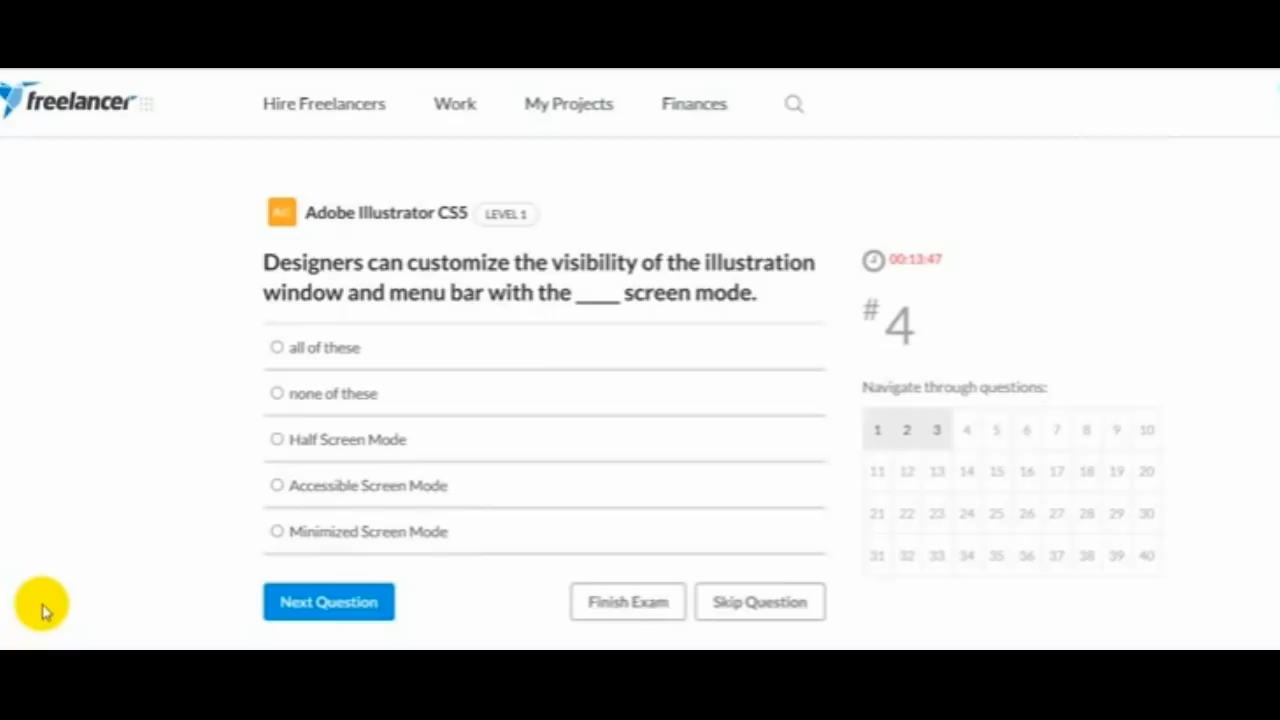 freelancer
Hire Freelancers Work My Projects Finances
Adobe Illustrator CS5 LEVEL 1
Designers can customize the visibility of the illustration
window and menu bar with the ____ screen mode.
all of these
none of these
Half Screen Mode
Accessible Screen Mode
Minimized Screen Mode
Next Question Finish Exam Skip Question
00:13:47
#4
Navigate through questions:
1 2 3 4 5 6 7 8 9 10
11 12 13 14 15 16 17 18 19 20
21 22 23 24 25 26 27 28 29 30
31 32 33 34 35 36 37 38 39 40